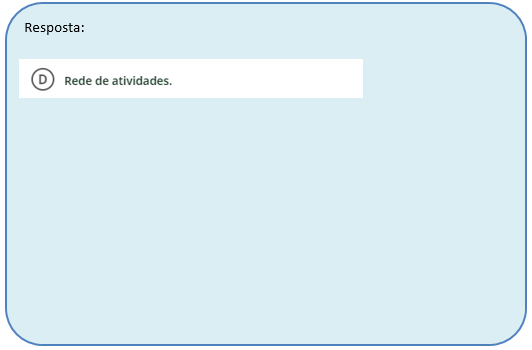 Resposta:
D Rede de atividades.